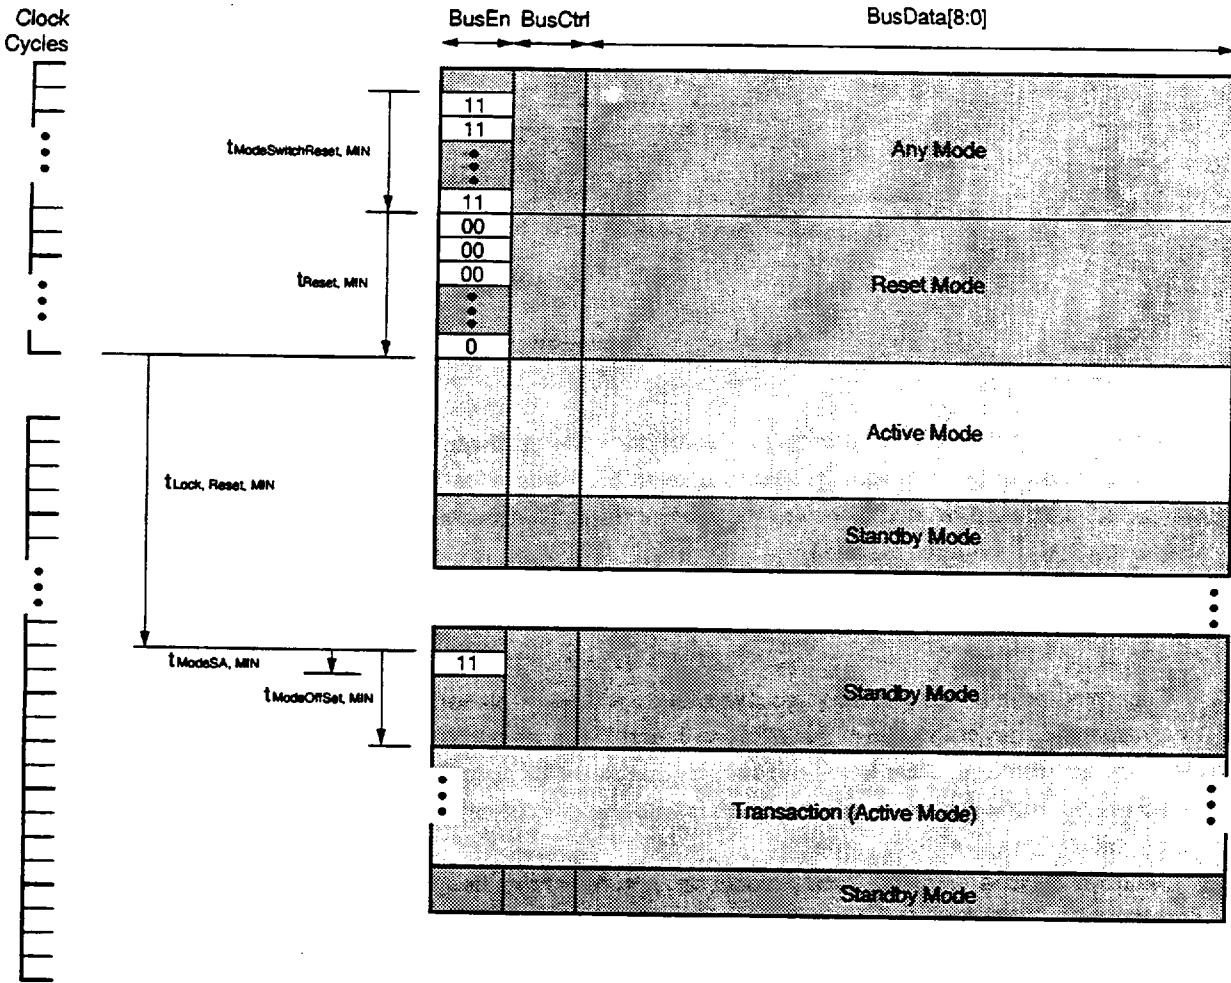 Clock
Cycles
BusEn BusCtrl BusData[8:0]
11
11
tModeSwitchReset, MIN
Any Mode
11
00
00
00
tReset, MIN
Reset Mode
0
Active Mode
tLock, Reset, MIN
Standby Mode
tModeSA, MIN
11
tModeOffSet, MIN
Standby Mode
Transaction (Active Mode)
Standby Mode